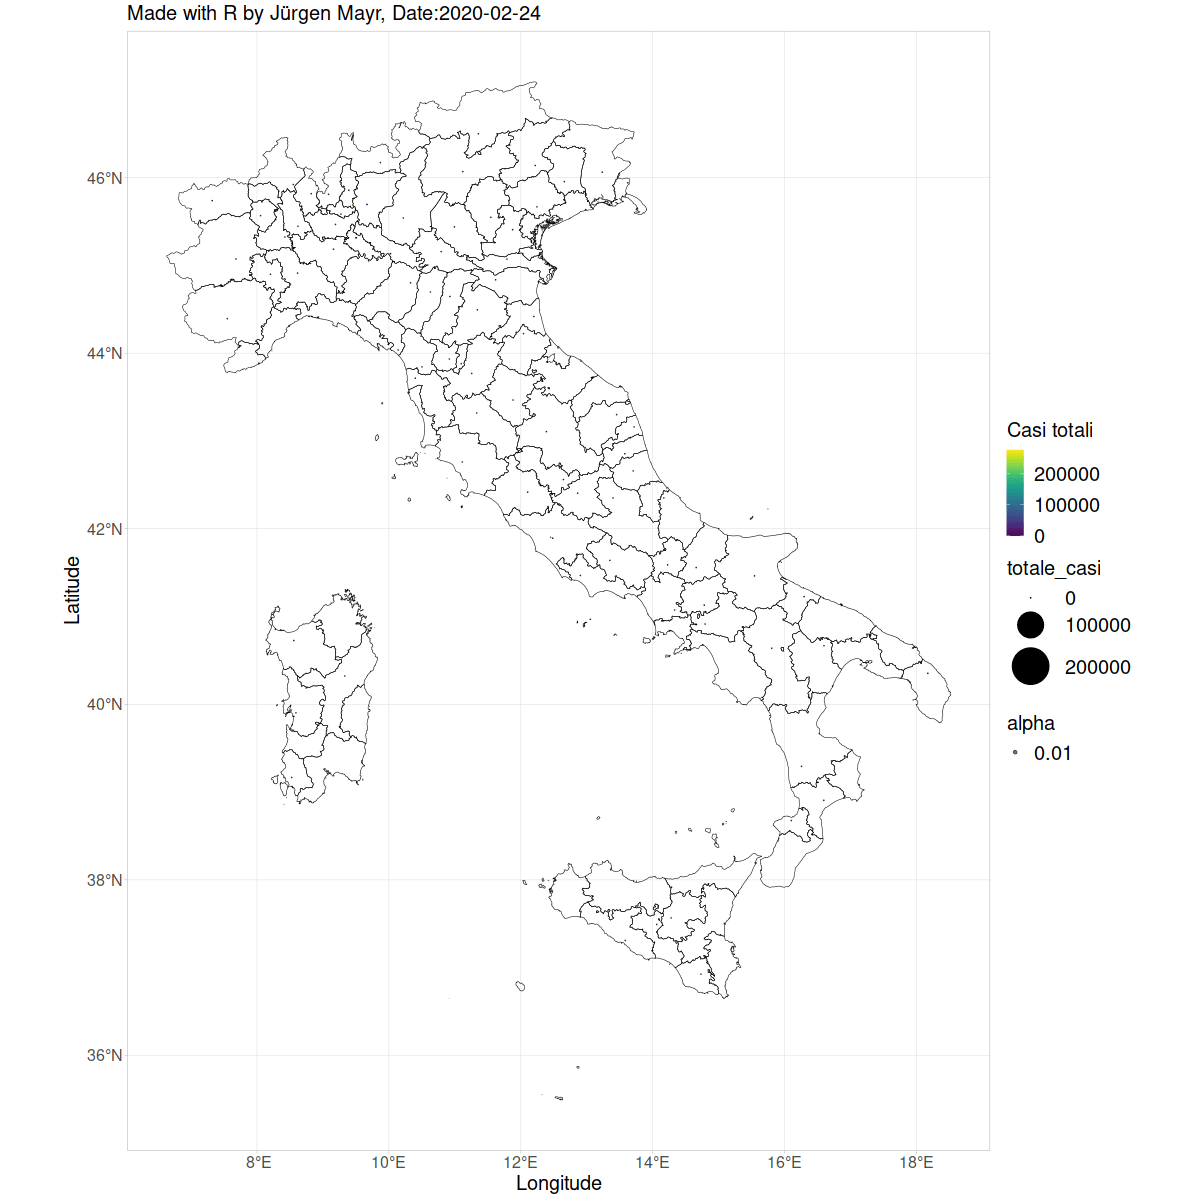 Made with R by Jürgen Mayr, Date:2020-02-24
46°N
44°N
42°N
40°N
38°N
36°N
Latitude
8°E 10°E 12°E 14°E 16°E 18°E
Longitude
Casi totali
200000
100000
0
totale_casi
0
100000
200000
alpha
0.01